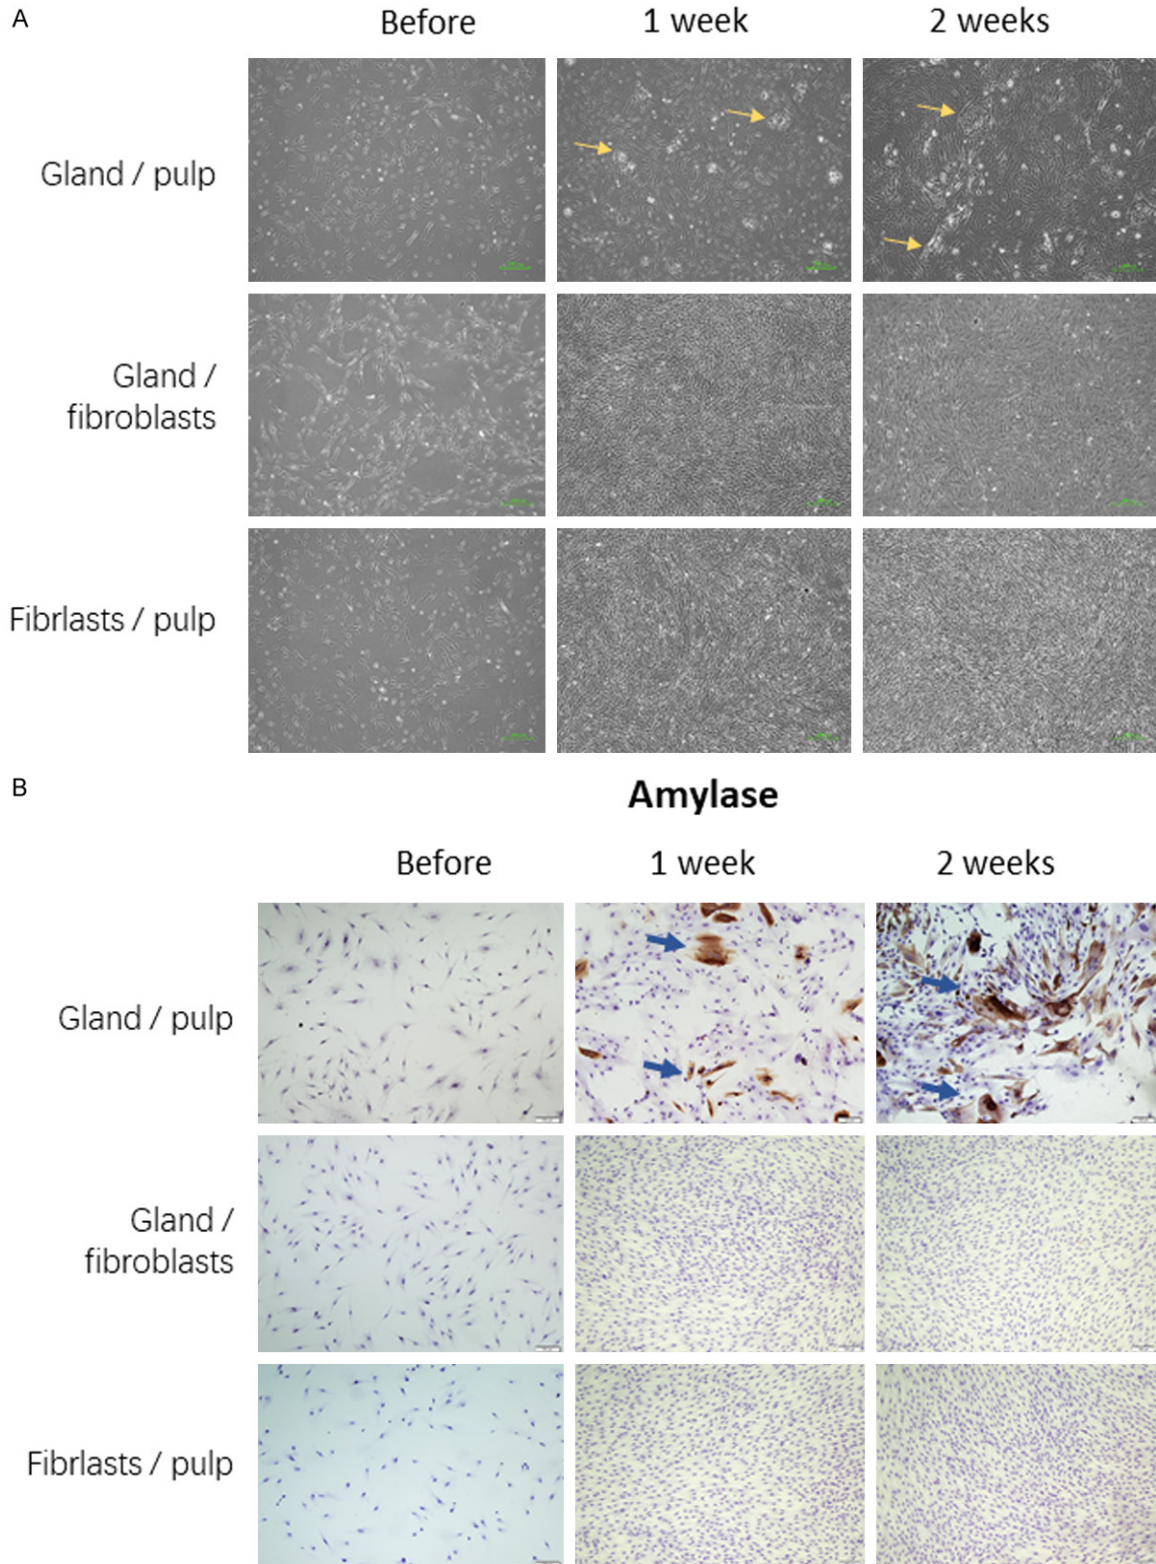 A
Before
1 week
2 weeks
Gland / pulp
Gland /
fibroblasts
Fibrlasts / pulp
B
Amylase
Before
1 week
2 weeks
Gland / pulp
Gland /
fibroblasts
Fibrlasts / pulp